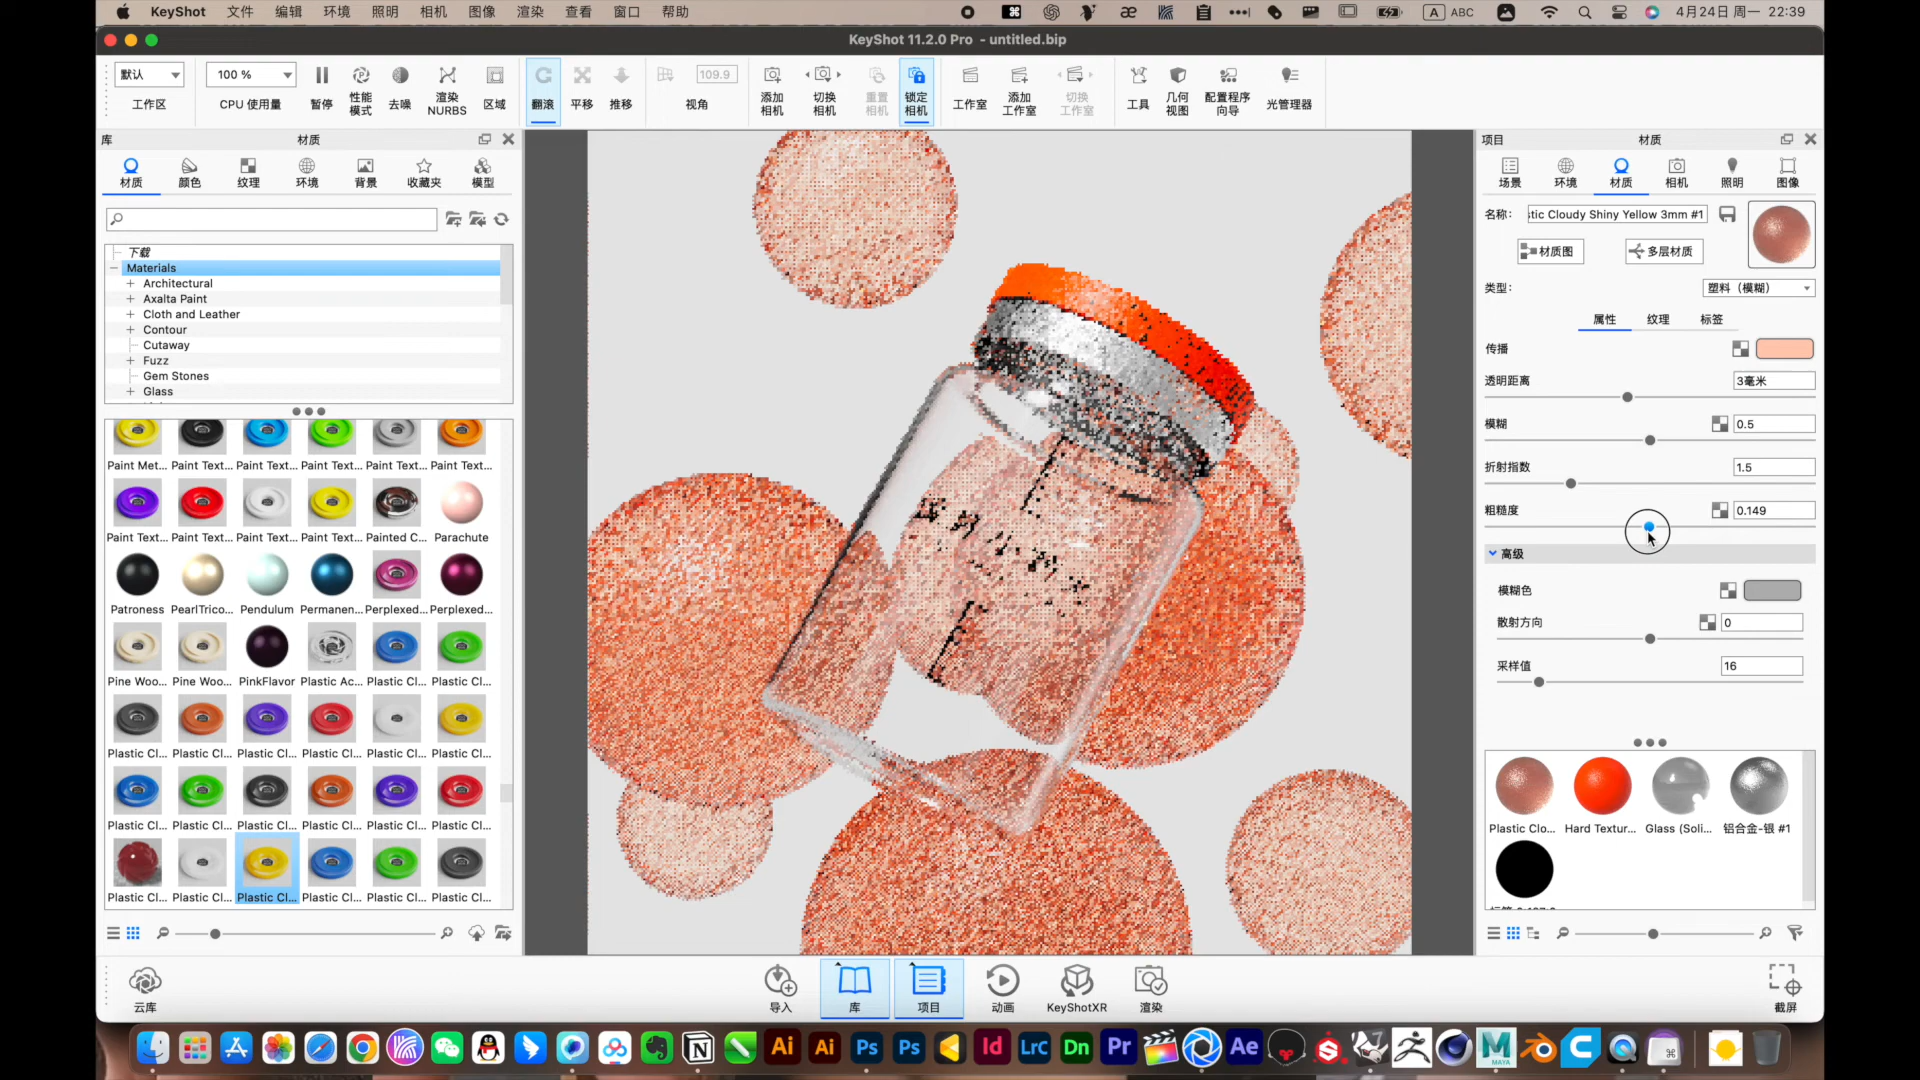 KeyShot 文件 编辑 环境 照明 相机 图像 渲染 查看 窗口 帮助 A ABC 4月24日 周一 22:39
KeyShot 11.2.0 Pro - untitled.bip
默认 100 % 109.9
工作区 CPU 使用量 暂停 性能模式 去噪 渲染NURBS 区域 翻滚 平移 推移 视角 添加相机 切换相机 重置相机 锁定相机 工作室 添加工作室 切换工作室 工具 几何视图 配置程序向导 光管理器
库 材质 项目 材质
材质 颜色 纹理 环境 背景 收藏夹 模型
场景 环境 材质 相机 照明 图像
名称: stic Cloudy Shiny Yellow 3mm #1
材质图 多层材质
类型: 塑料（模糊）
属性 纹理 标签
传播
透明距离 3毫米
模糊 0.5
折射指数 1.5
粗糙度 0.149
高级
模糊色
散射方向 0
采样值 16
下载
Materials
Architectural
Axalta Paint
Cloth and Leather
Contour
Cutaway
Fuzz
Gem Stones
Glass
Paint Met... Paint Text... Paint Text... Paint Text... Paint Text... Paint Text...
Paint Text... Paint Text... Paint Text... Paint Text... Painted C... Parachute
Patroness PearlTrico... Pendulum Permanen... Perplexed... Perplexed...
Pine Woo... Pine Woo... PinkFlavor Plastic Ac... Plastic Cl... Plastic Cl...
Plastic Cl... Plastic Cl... Plastic Cl... Plastic Cl... Plastic Cl... Plastic Cl...
Plastic Cl... Plastic Cl... Plastic Cl... Plastic Cl... Plastic Cl... Plastic Cl...
Plastic Cl... Plastic Cl... Plastic Cl... Plastic Cl... Plastic Cl... Plastic Cl...
Plastic Clo... Hard Textur... Glass (Soli... 铝合金-银 #1
云库 导入 库 项目 动画 KeyShotXR 渲染 截屏
Ai Ai Ps Ps Id LrC Dn Pr Ae MAYA